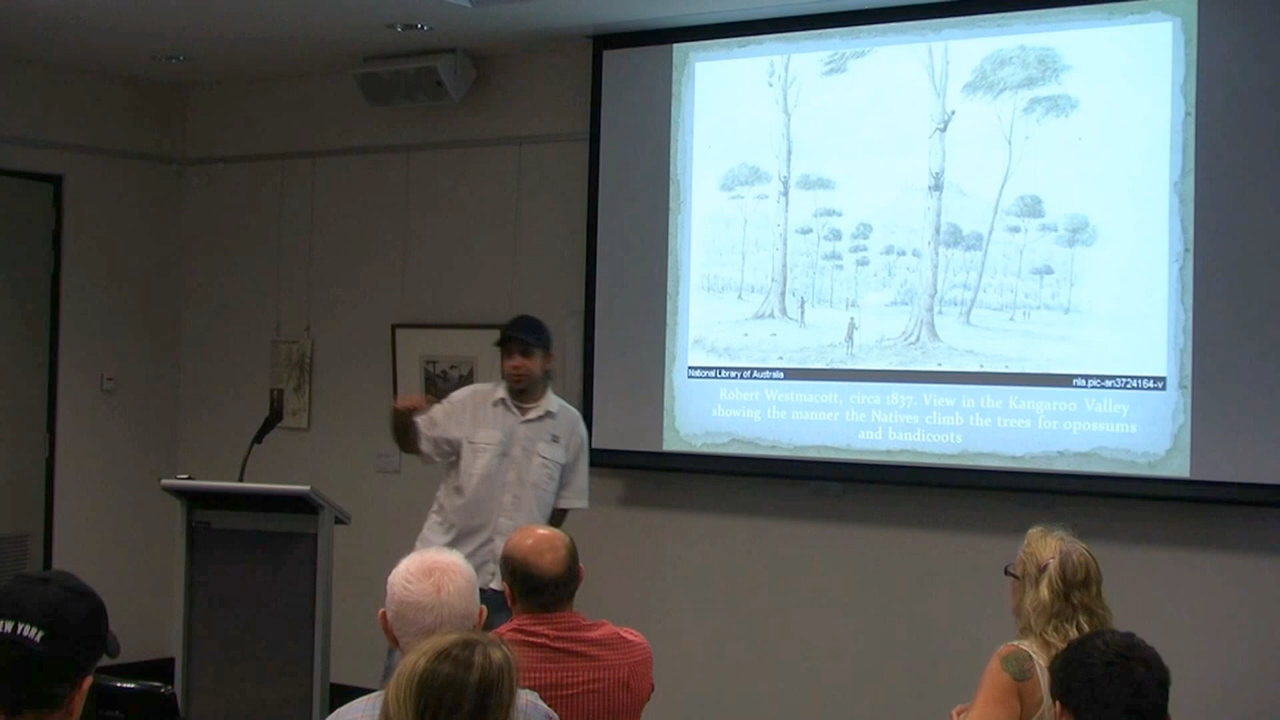 National Library of Australia
nla.pic-an3724164-v
Robert Westmacott, circa 1837. View in the Kangaroo Valley
showing the manner the Natives climb the trees for opossums
and bandicoots
EW YORK